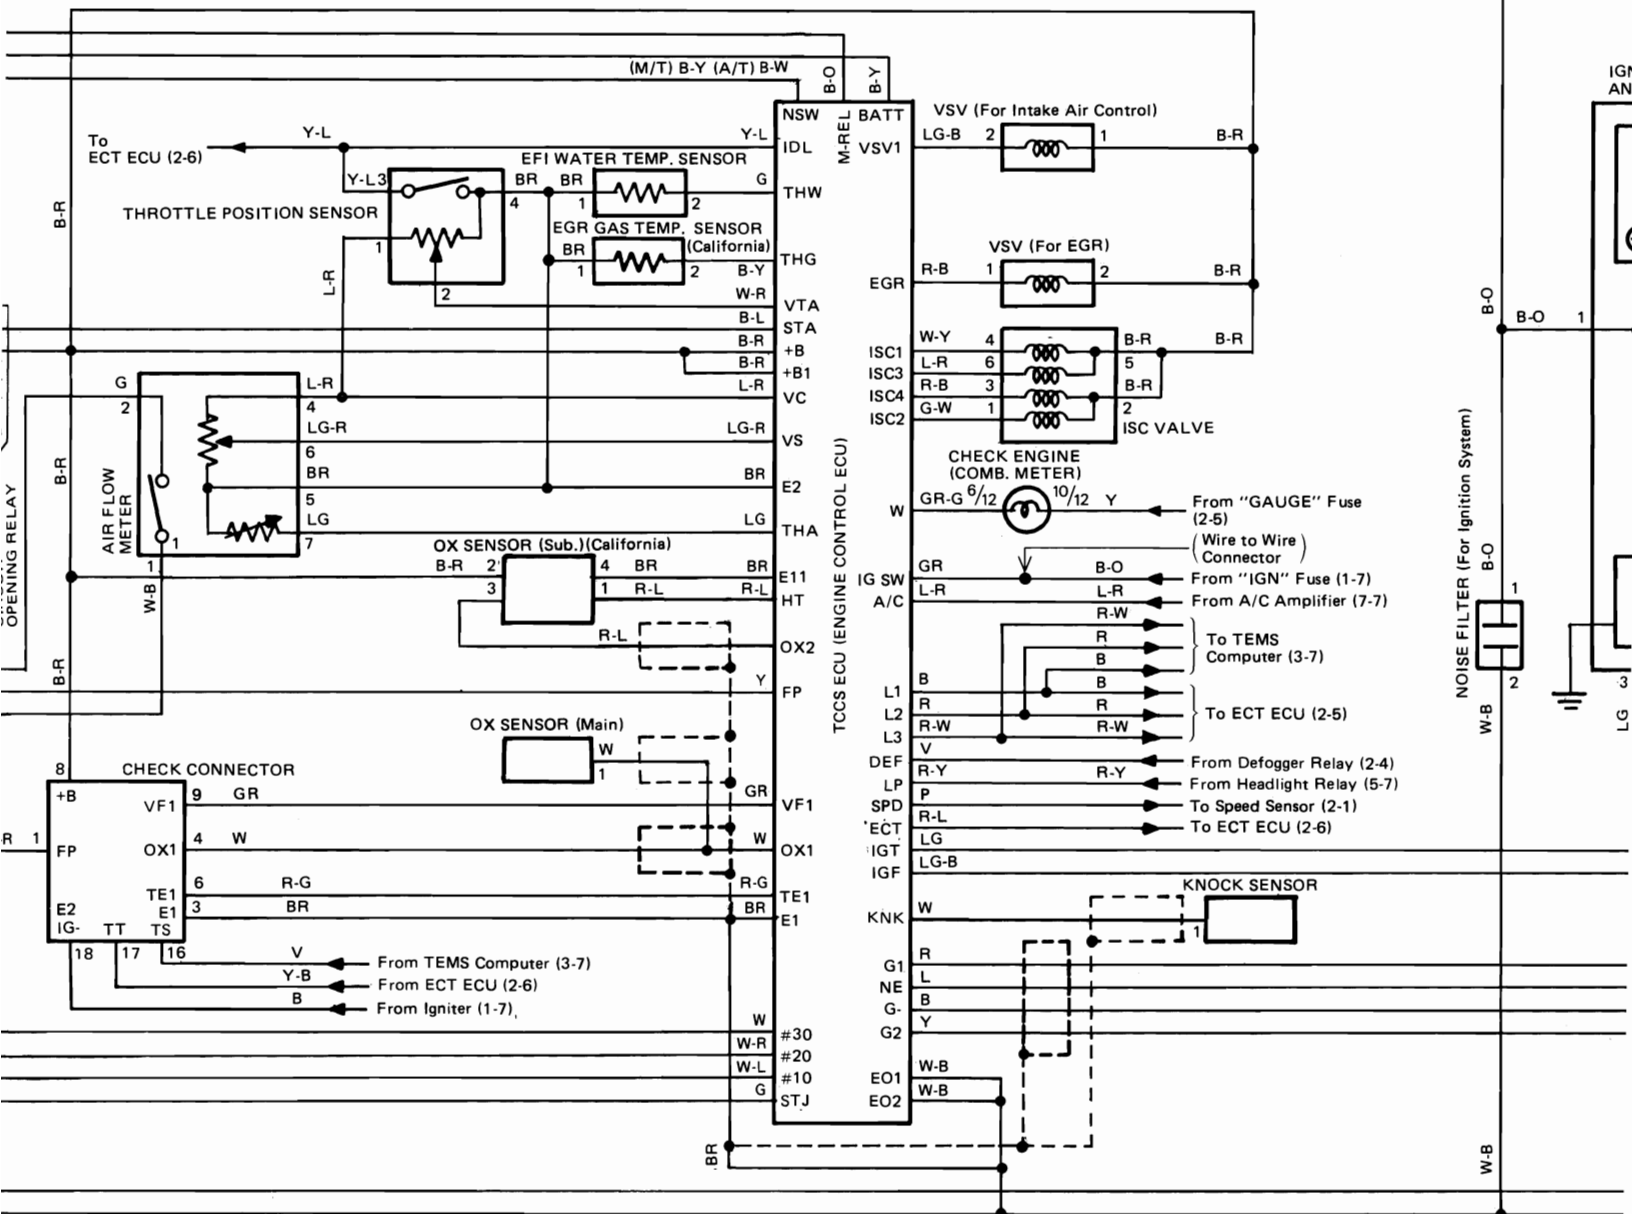 (M/T) B-Y (A/T) B-W
B-O
B-Y
IGN
AN
NSW
M-REL
BATT
VSV (For Intake Air Control)
To
ECT ECU (2-6)
Y-L
Y-L
IDL
VSV1
LG-B
2
1
B-R
EFI WATER TEMP. SENSOR
Y-L
3
BR
4
BR
1
2
G
THW
B-R
THROTTLE POSITION SENSOR
1
EGR GAS TEMP. SENSOR
(California)
BR
1
2
B-Y
THG
VSV (For EGR)
EGR
R-B
1
2
B-R
L-R
2
W-R
VTA
B-L
STA
B-O
B-O
1
B-R
+B
B-R
+B1
L-R
VC
ISC1
W-Y
4
B-R
5
B-R
ISC3
L-R
6
ISC4
R-B
3
B-R
2
ISC2
G-W
1
ISC VALVE
G
2
L-R
4
LG-R
6
LG-R
VS
BR
5
BR
E2
LG
7
LG
THA
B-R
AIR FLOW
METER
1
1
W-B
OPENING RELAY
TCCS ECU (ENGINE CONTROL ECU)
CHECK ENGINE
(COMB. METER)
W
GR-G
6/12
10/12
Y
From "GAUGE" Fuse
(2-5)
(Wire to Wire
Connector)
OX SENSOR (Sub.)(California)
B-R
2
3
4
BR
BR
E11
1
R-L
R-L
HT
R-L
OX2
IG SW
GR
B-O
From "IGN" Fuse (1-7)
A/C
L-R
L-R
From A/C Amplifier (7-7)
R-W
R
B
To TEMS
Computer (3-7)
NOISE FILTER (For Ignition System)
B-O
1
2
W-B
3
LG
B-R
Y
FP
L1
B
B
L2
R
R
L3
R-W
R-W
To ECT ECU (2-5)
OX SENSOR (Main)
W
1
DEF
V
From Defogger Relay (2-4)
LP
R-Y
R-Y
From Headlight Relay (5-7)
SPD
P
To Speed Sensor (2-1)
ECT
R-L
To ECT ECU (2-6)
8
CHECK CONNECTOR
+B
VF1
9
GR
GR
VF1
R
1
FP
OX1
4
W
W
OX1
IGT
LG
IGF
LG-B
TE1
6
R-G
R-G
TE1
E2
E1
3
BR
BR
E1
IG-
TT
TS
18
17
16
KNOCK SENSOR
KNK
W
1
V
From TEMS Computer (3-7)
Y-B
From ECT ECU (2-6)
B
From Igniter (1-7)
G1
R
NE
L
G-
B
G2
Y
W
#30
W-R
#20
W-L
#10
G
STJ
EO1
W-B
EO2
W-B
BR
W-B